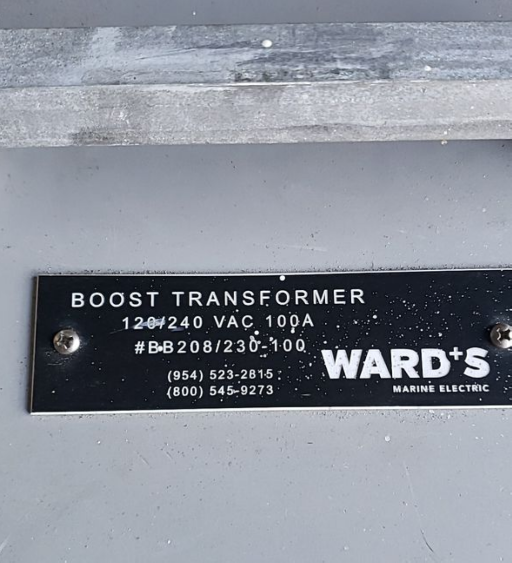 BOOST TRANSFORMER
120/240 VAC 100A
#BB208/230-100
(954) 523-2815
(800) 545-9273
WARD+S
MARINE ELECTRIC